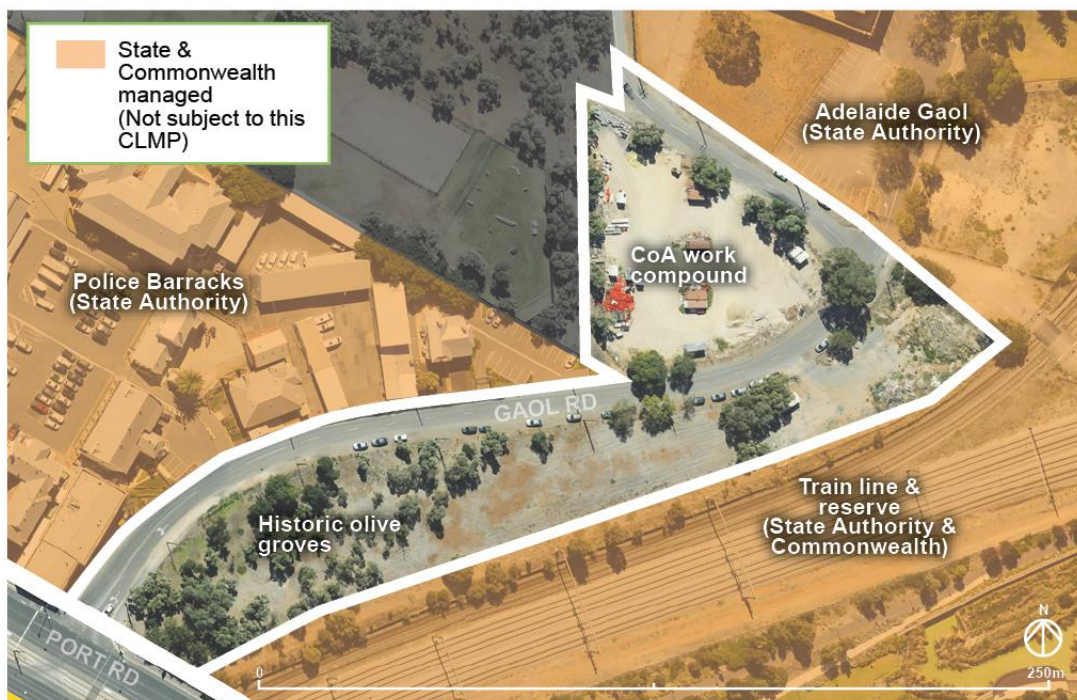 State &
Commonwealth
managed
(Not subject to this
CLMP)
Adelaide Gaol
(State Authority)
CoA work
compound
Police Barracks
(State Authority)
GAOL RD
Train line &
reserve
(State Authority &
Commonwealth)
Historic olive
groves
PORT RD
N
0
250m